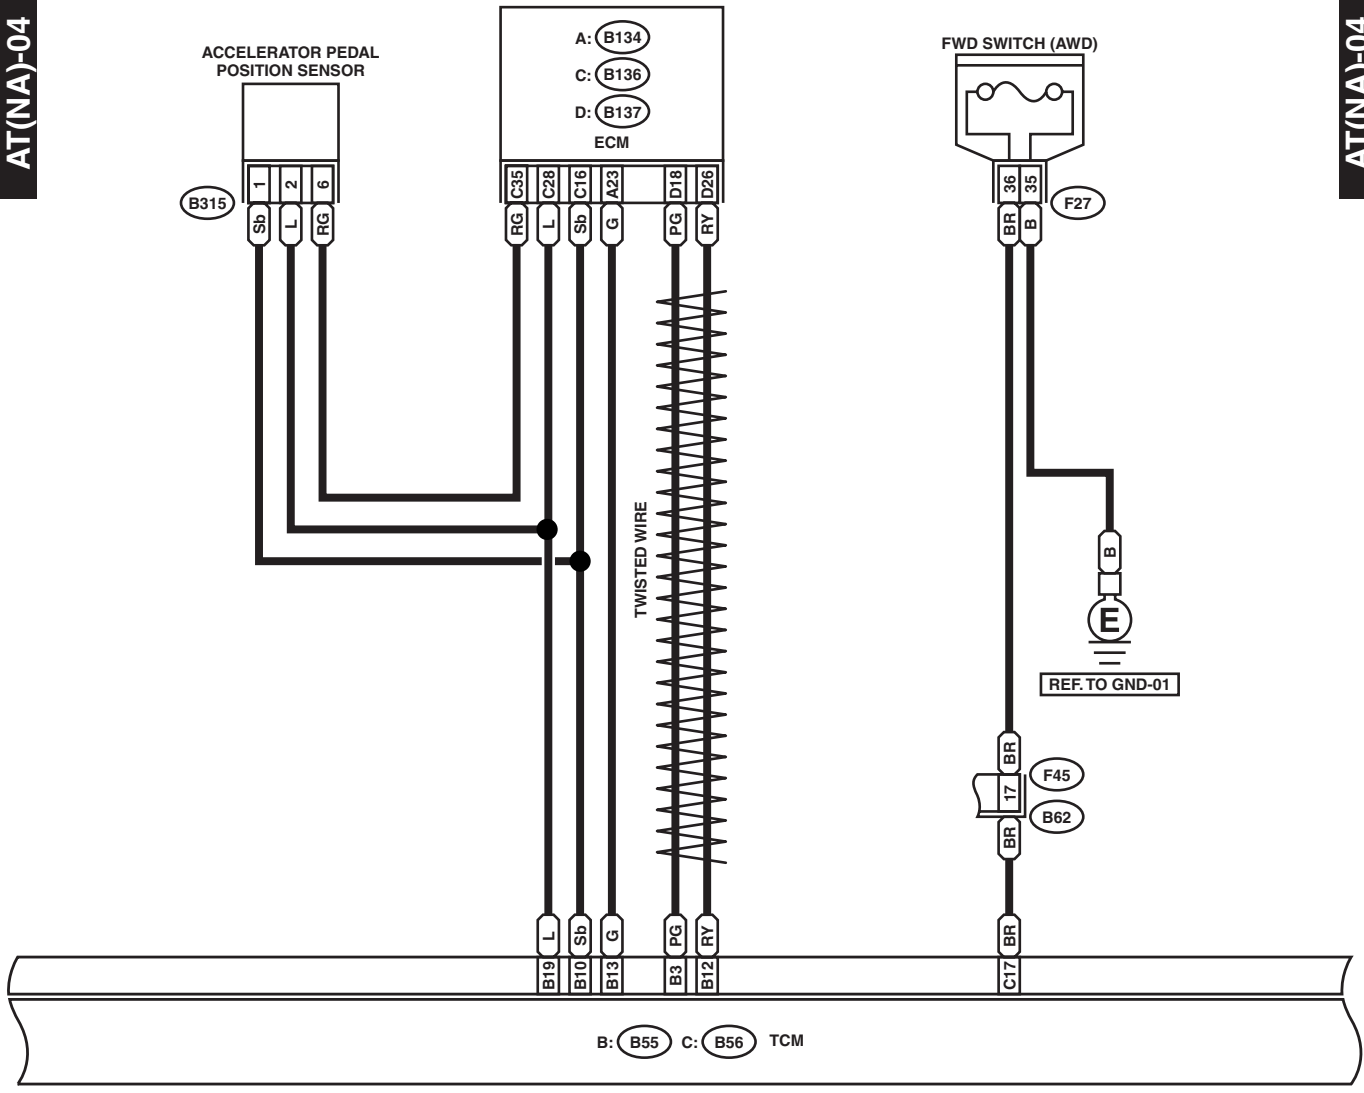 AT(NA)-04
AT(NA)-04
ACCELERATOR PEDAL
POSITION SENSOR
A: B134
C: B136
D: B137
ECM
FWD SWITCH (AWD)
1 2 6
C35 C28 C16 A23 D18 D26
36 35
B315
F27
Sb L RG
RG L Sb G PG RY
BR B
TWISTED WIRE
B
E
REF. TO GND-01
BR
F45
17
B62
BR
L Sb G PG RY BR
B19 B10 B13 B3 B12 C17
B: B55 C: B56 TCM